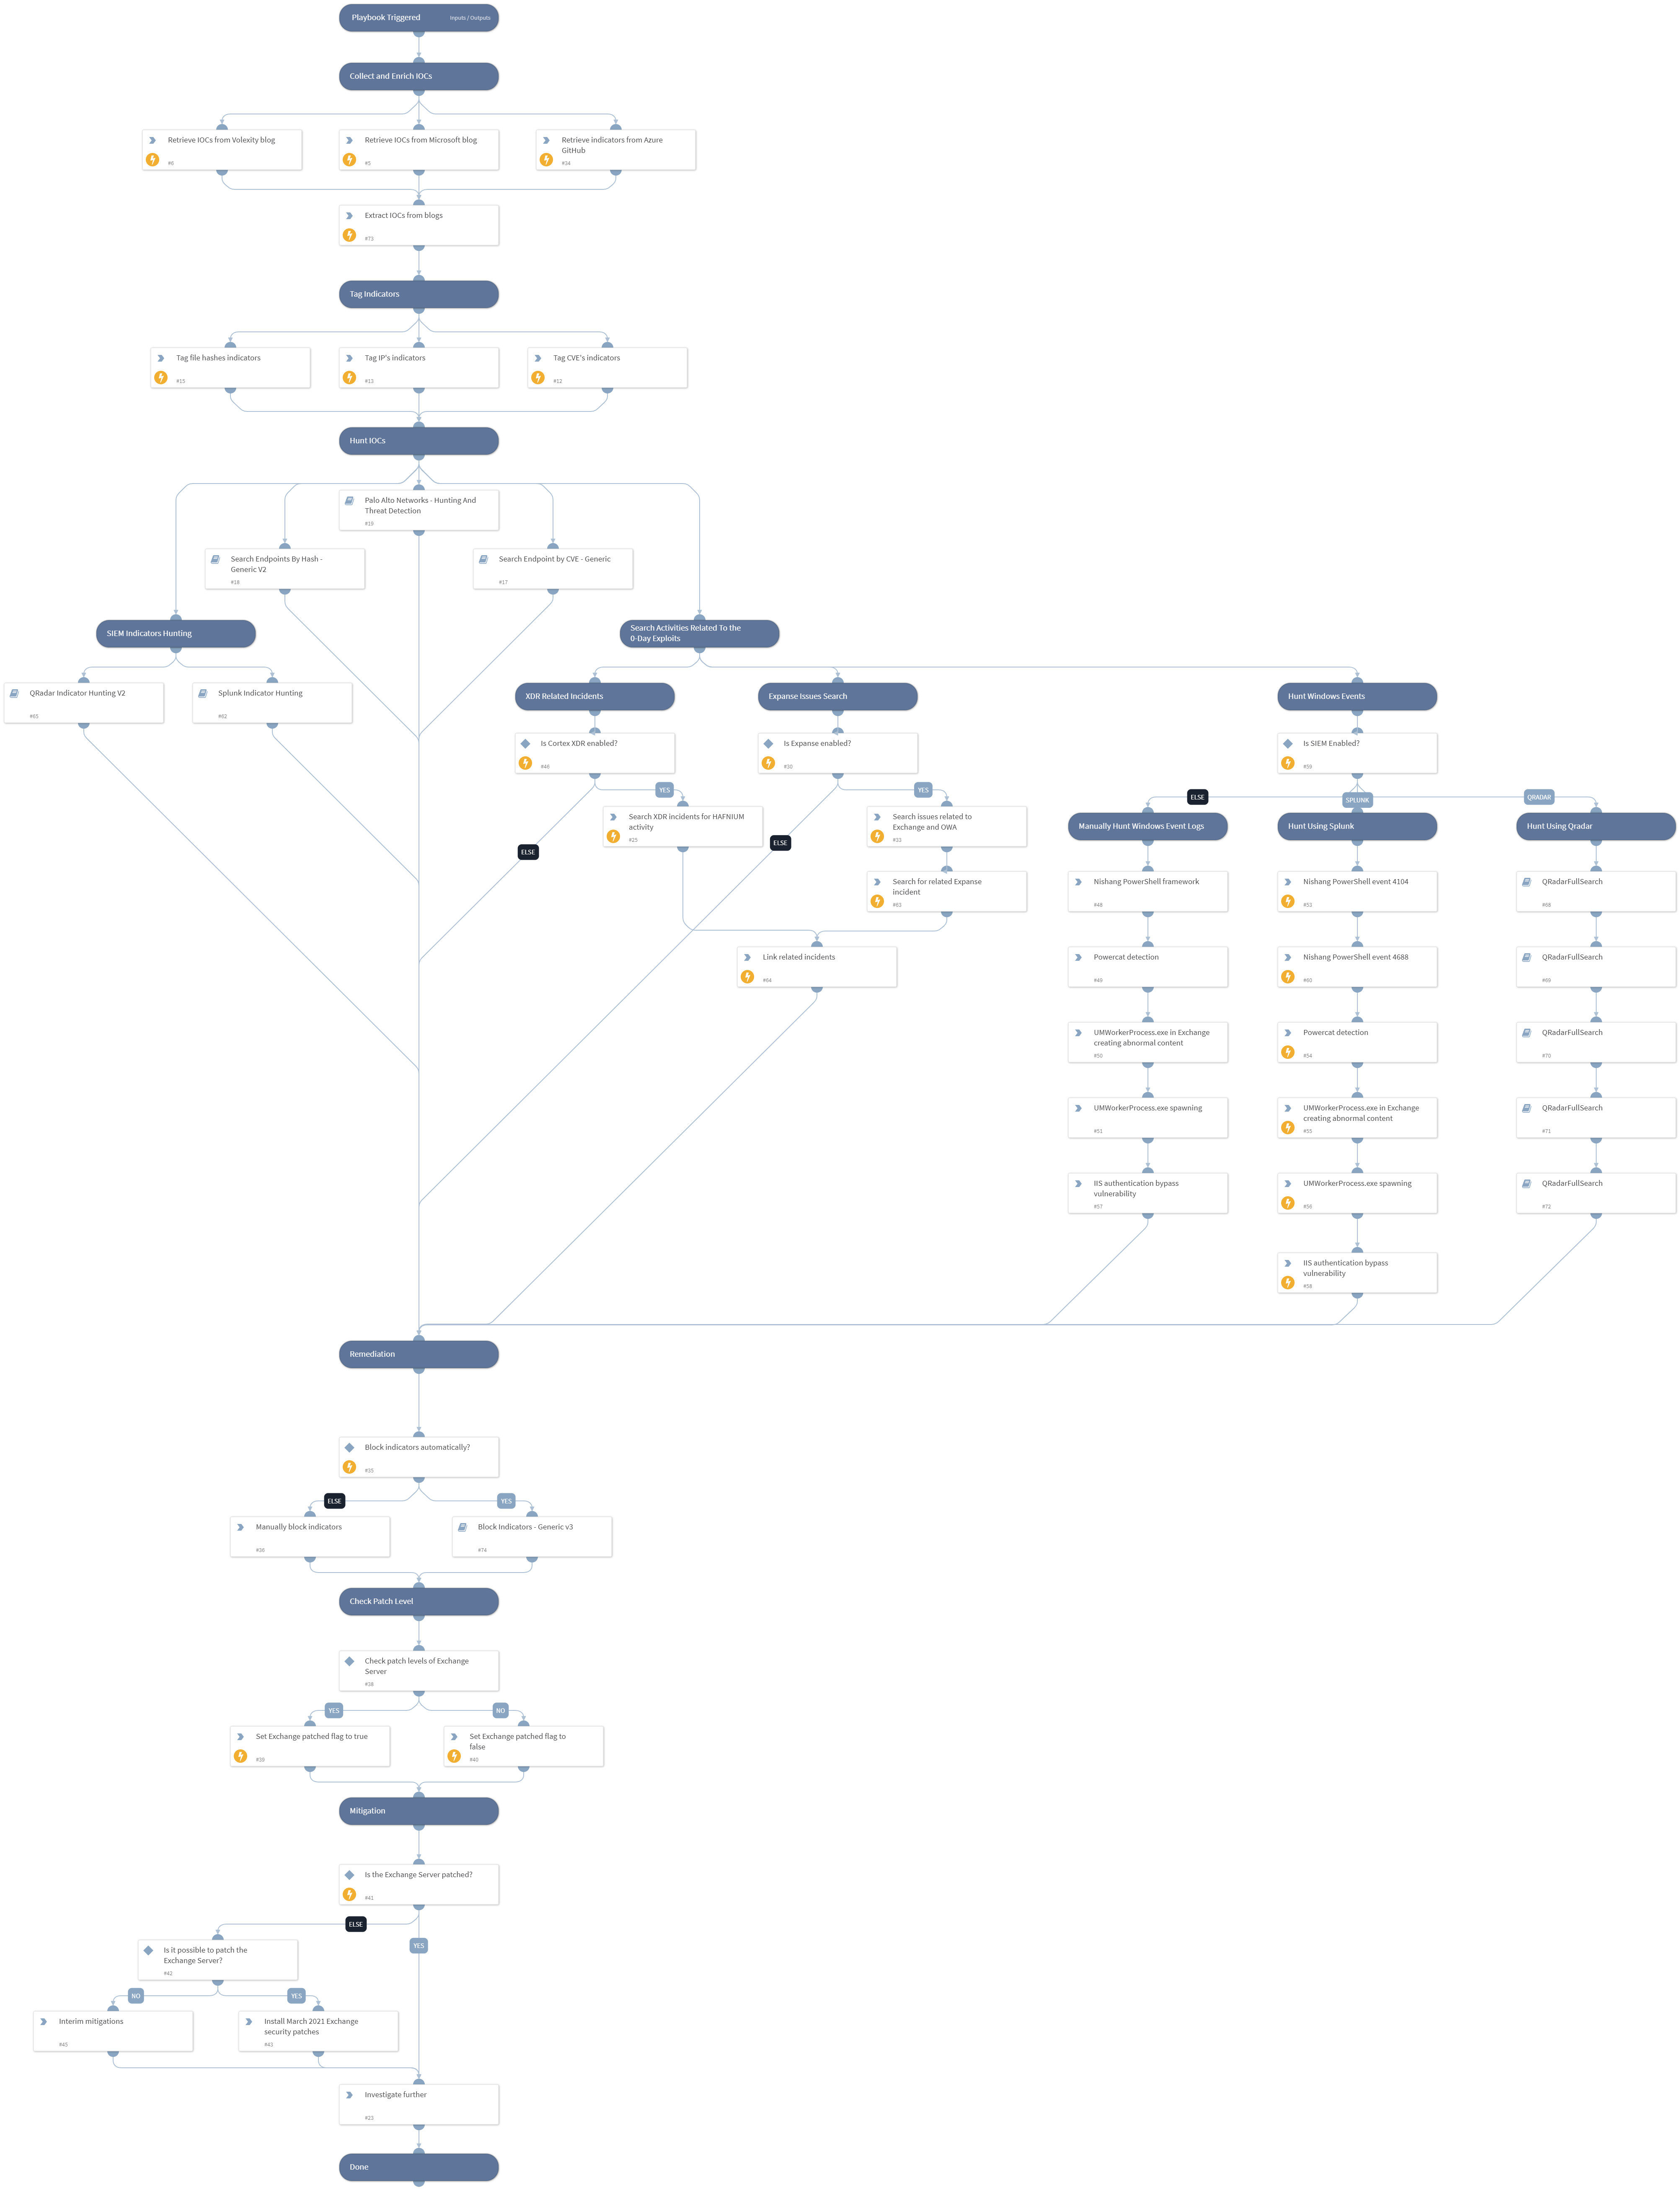 Playbook Triggered
Inputs / Outputs
Collect and Enrich IOCs
Retrieve IOCs from Volexity blog
#6
Retrieve IOCs from Microsoft blog
#5
Retrieve indicators from Azure
GitHub
#34
Extract IOCs from blogs
#73
Tag Indicators
Tag file hashes indicators
#15
Tag IP's indicators
#13
Tag CVE's indicators
#12
Hunt IOCs
Palo Alto Networks - Hunting And
Threat Detection
#19
Search Endpoints By Hash -
Generic V2
#18
Search Endpoint by CVE - Generic
#17
SIEM Indicators Hunting
Search Activities Related To the
0-Day Exploits
QRadar Indicator Hunting V2
#65
Splunk Indicator Hunting
#62
XDR Related Incidents
Expanse Issues Search
Hunt Windows Events
Is Cortex XDR enabled?
#46
Is Expanse enabled?
#30
Is SIEM Enabled?
#59
YES
YES
ELSE
SPLUNK
QRADAR
Search XDR incidents for HAFNIUM
activity
#25
Search issues related to
Exchange and OWA
#33
Manually Hunt Windows Event Logs
Hunt Using Splunk
Hunt Using Qradar
ELSE
ELSE
Search for related Expanse
incident
#63
Nishang PowerShell framework
#48
Nishang PowerShell event 4104
#53
QRadarFullSearch
#68
Link related incidents
#64
Powercat detection
#49
Nishang PowerShell event 4688
#60
QRadarFullSearch
#69
UMWorkerProcess.exe in Exchange
creating abnormal content
#50
Powercat detection
#54
QRadarFullSearch
#70
UMWorkerProcess.exe spawning
#51
UMWorkerProcess.exe in Exchange
creating abnormal content
#55
QRadarFullSearch
#71
IIS authentication bypass
vulnerability
#57
UMWorkerProcess.exe spawning
#56
QRadarFullSearch
#72
IIS authentication bypass
vulnerability
#58
Remediation
Block indicators automatically?
#35
ELSE
YES
Manually block indicators
#36
Block Indicators - Generic v3
#74
Check Patch Level
Check patch levels of Exchange
Server
#38
YES
NO
Set Exchange patched flag to true
#39
Set Exchange patched flag to
false
#40
Mitigation
Is the Exchange Server patched?
#41
ELSE
YES
Is it possible to patch the
Exchange Server?
#42
NO
YES
Interim mitigations
#45
Install March 2021 Exchange
security patches
#43
Investigate further
#23
Done